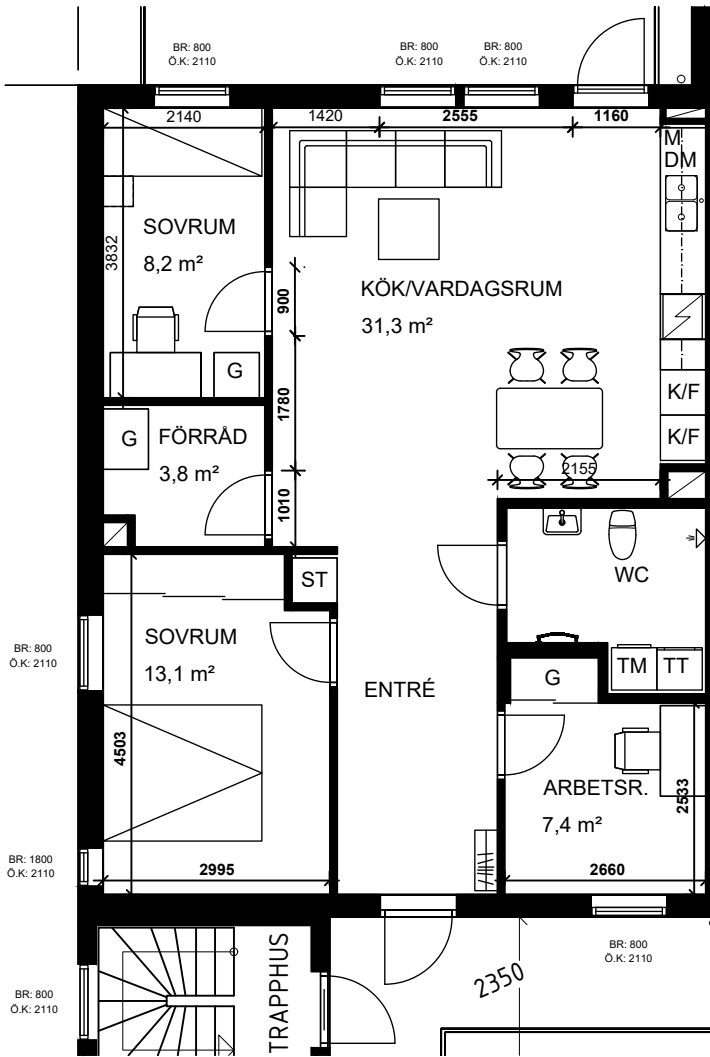 BR: 800
Ö.K: 2110
BR: 800
Ö.K: 2110
BR: 800
Ö.K: 2110
2140
1420
2555
1160
M
DM
SOVRUM
8,2 m²
3832
900
KÖK/VARDAGSRUM
31,3 m²
G
K/F
K/F
1780
G
FÖRRÅD
3,8 m²
2155
1010
ST
WC
BR: 800
Ö.K: 2110
SOVRUM
13,1 m²
TM
TT
G
ENTRÉ
4503
ARBETSR.
7,4 m²
2533
BR: 1800
Ö.K: 2110
2995
2660
BR: 800
Ö.K: 2110
TRAPPHUS
2350
BR: 800
Ö.K: 2110